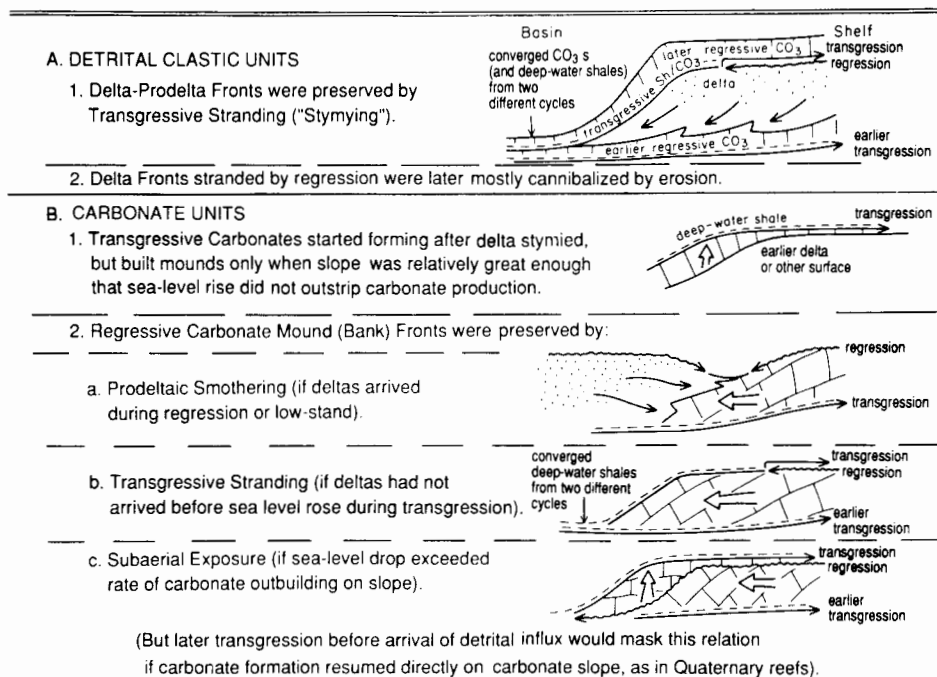 A. DETRITAL CLASTIC UNITS
1. Delta-Prodelta Fronts were preserved by
Transgressive Stranding ("Stymying").
Basin
converged CO3 s
(and deep-water shales)
from two
different cycles
Shelf
later regressive CO3
transgression
regression
transgressive Sh/CO3
delta
earlier regressive CO3
earlier
transgression
2. Delta Fronts stranded by regression were later mostly cannibalized by erosion.
B. CARBONATE UNITS
1. Transgressive Carbonates started forming after delta stymied,
but built mounds only when slope was relatively great enough
that sea-level rise did not outstrip carbonate production.
deep-water shale
transgression
earlier delta
or other surface
2. Regressive Carbonate Mound (Bank) Fronts were preserved by:
a. Prodeltaic Smothering (if deltas arrived
during regression or low-stand).
regression
transgression
b. Transgressive Stranding (if deltas had not
arrived before sea level rose during transgression).
converged
deep-water shales
from two different
cycles
transgression
regression
earlier
transgression
c. Subaerial Exposure (if sea-level drop exceeded
rate of carbonate outbuilding on slope).
transgression
regression
earlier
transgression
(But later transgression before arrival of detrital influx would mask this relation
if carbonate formation resumed directly on carbonate slope, as in Quaternary reefs).